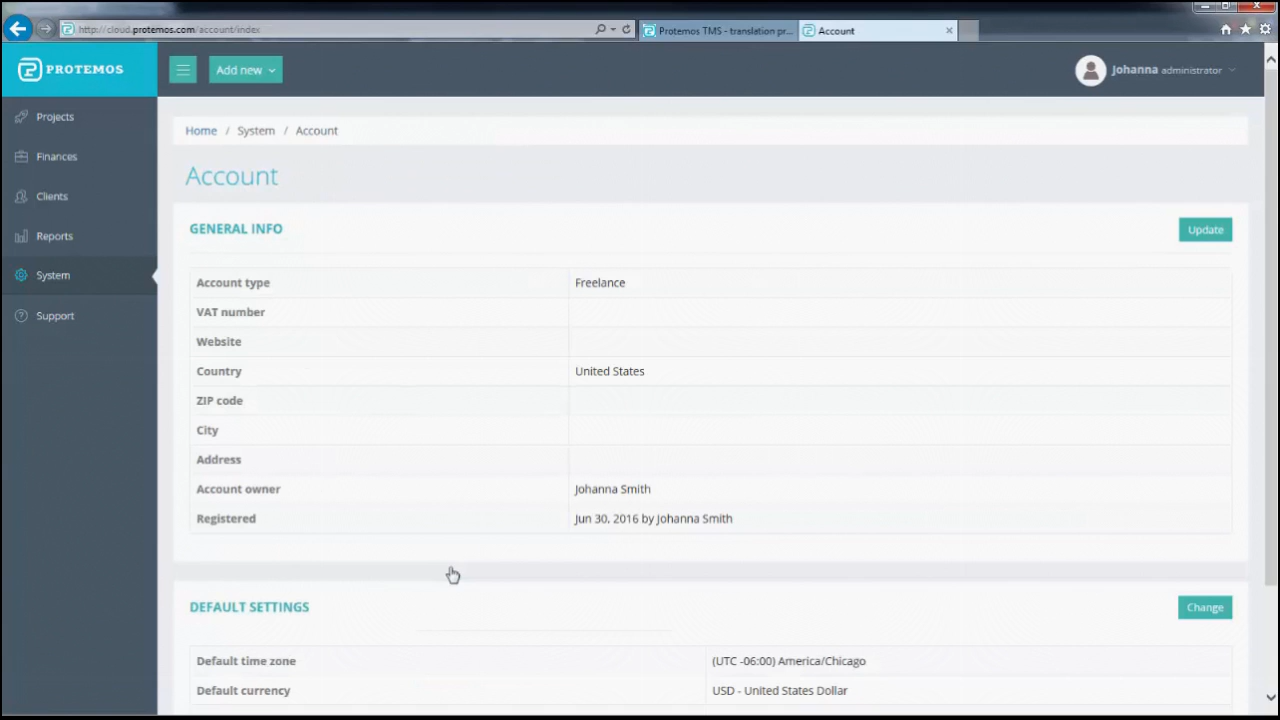 http://cloud.protemos.com/account/index
Protemos TMS - translation pr...
Account
PROTEMOS
Add new
Johanna administrator
Projects
Finances
Clients
Reports
System
Support
Home / System / Account
Account
GENERAL INFO
Update
Account type Freelance
VAT number
Website
Country United States
ZIP code
City
Address
Account owner Johanna Smith
Registered Jun 30, 2016 by Johanna Smith
DEFAULT SETTINGS
Change
Default time zone (UTC -06:00) America/Chicago
Default currency USD - United States Dollar